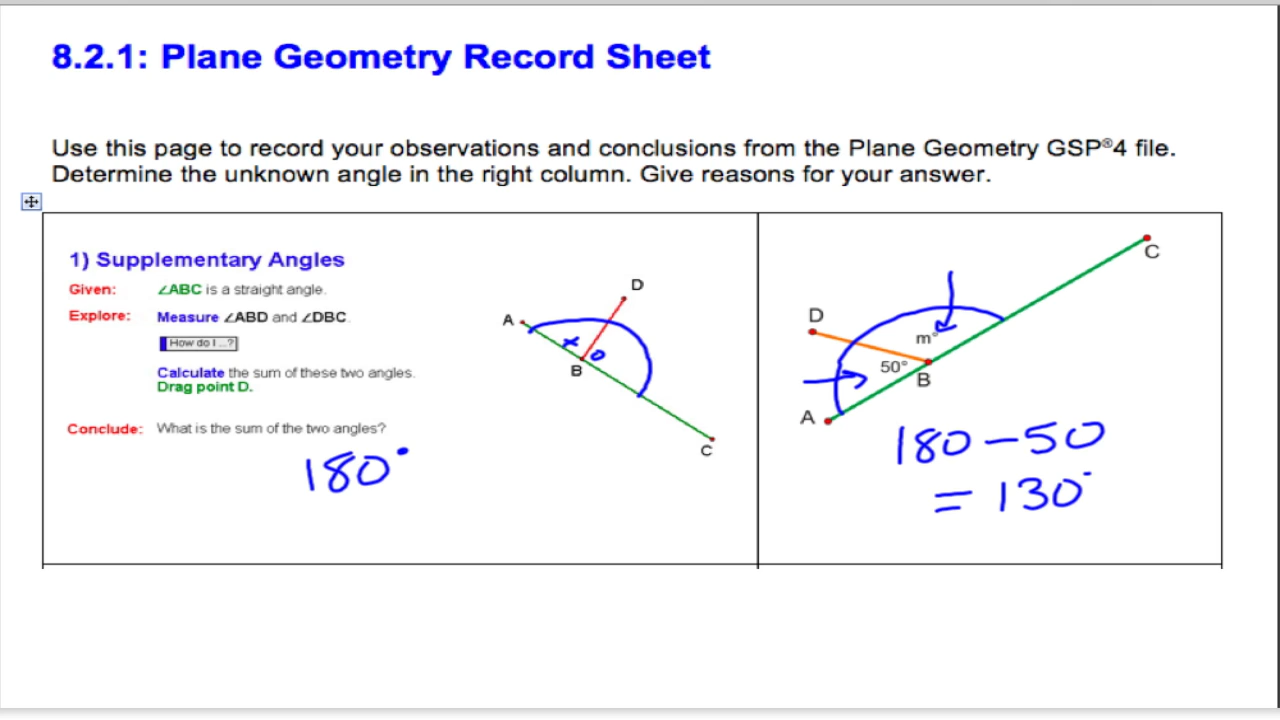 8.2.1: Plane Geometry Record Sheet
Use this page to record your observations and conclusions from the Plane Geometry GSP®4 file.
Determine the unknown angle in the right column. Give reasons for your answer.
1) Supplementary Angles
Given: ∠ABC is a straight angle.
Explore: Measure ∠ABD and ∠DBC
How do I...?
Calculate the sum of these two angles.
Drag point D.
Conclude: What is the sum of the two angles?
180°
D
A
x
o
B
C
C
D
m°
50°
B
A
180-50
= 130°